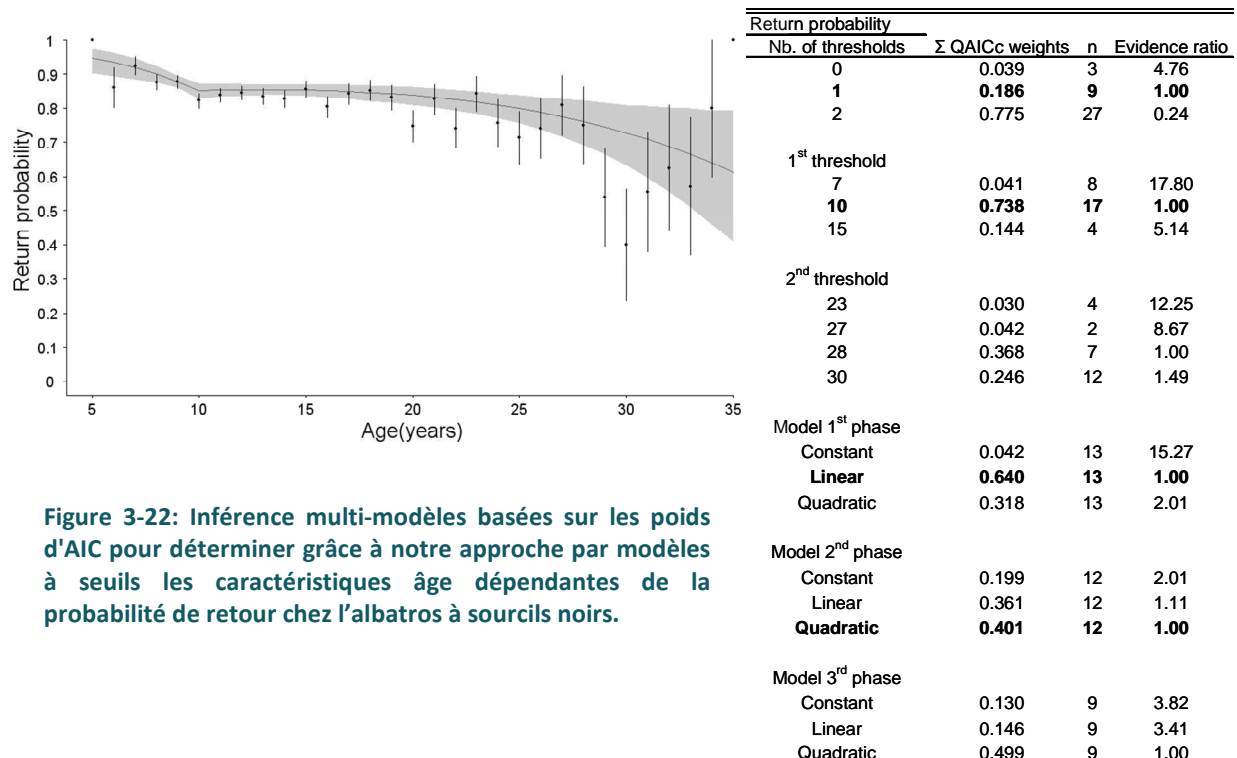 1
0.9
0.8
0.7
0.6
0.5
0.4
0.3
0.2
0.1
0
Return probability
5 10 15 20 25 30 35
Age(years)
Figure 3-22: Inférence multi-modèles basées sur les poids
d'AIC pour déterminer grâce à notre approche par modèles
à seuils les caractéristiques âge dépendantes de la
probabilité de retour chez l’albatros à sourcils noirs.
Return probability
Nb. of thresholds Σ QAICc weights n Evidence ratio
0 0.039 3 4.76
1 0.186 9 1.00
2 0.775 27 0.24
1st threshold
7 0.041 8 17.80
10 0.738 17 1.00
15 0.144 4 5.14
2nd threshold
23 0.030 4 12.25
27 0.042 2 8.67
28 0.368 7 1.00
30 0.246 12 1.49
Model 1st phase
Constant 0.042 13 15.27
Linear 0.640 13 1.00
Quadratic 0.318 13 2.01
Model 2nd phase
Constant 0.199 12 2.01
Linear 0.361 12 1.11
Quadratic 0.401 12 1.00
Model 3rd phase
Constant 0.130 9 3.82
Linear 0.146 9 3.41
Quadratic 0.499 9 1.00